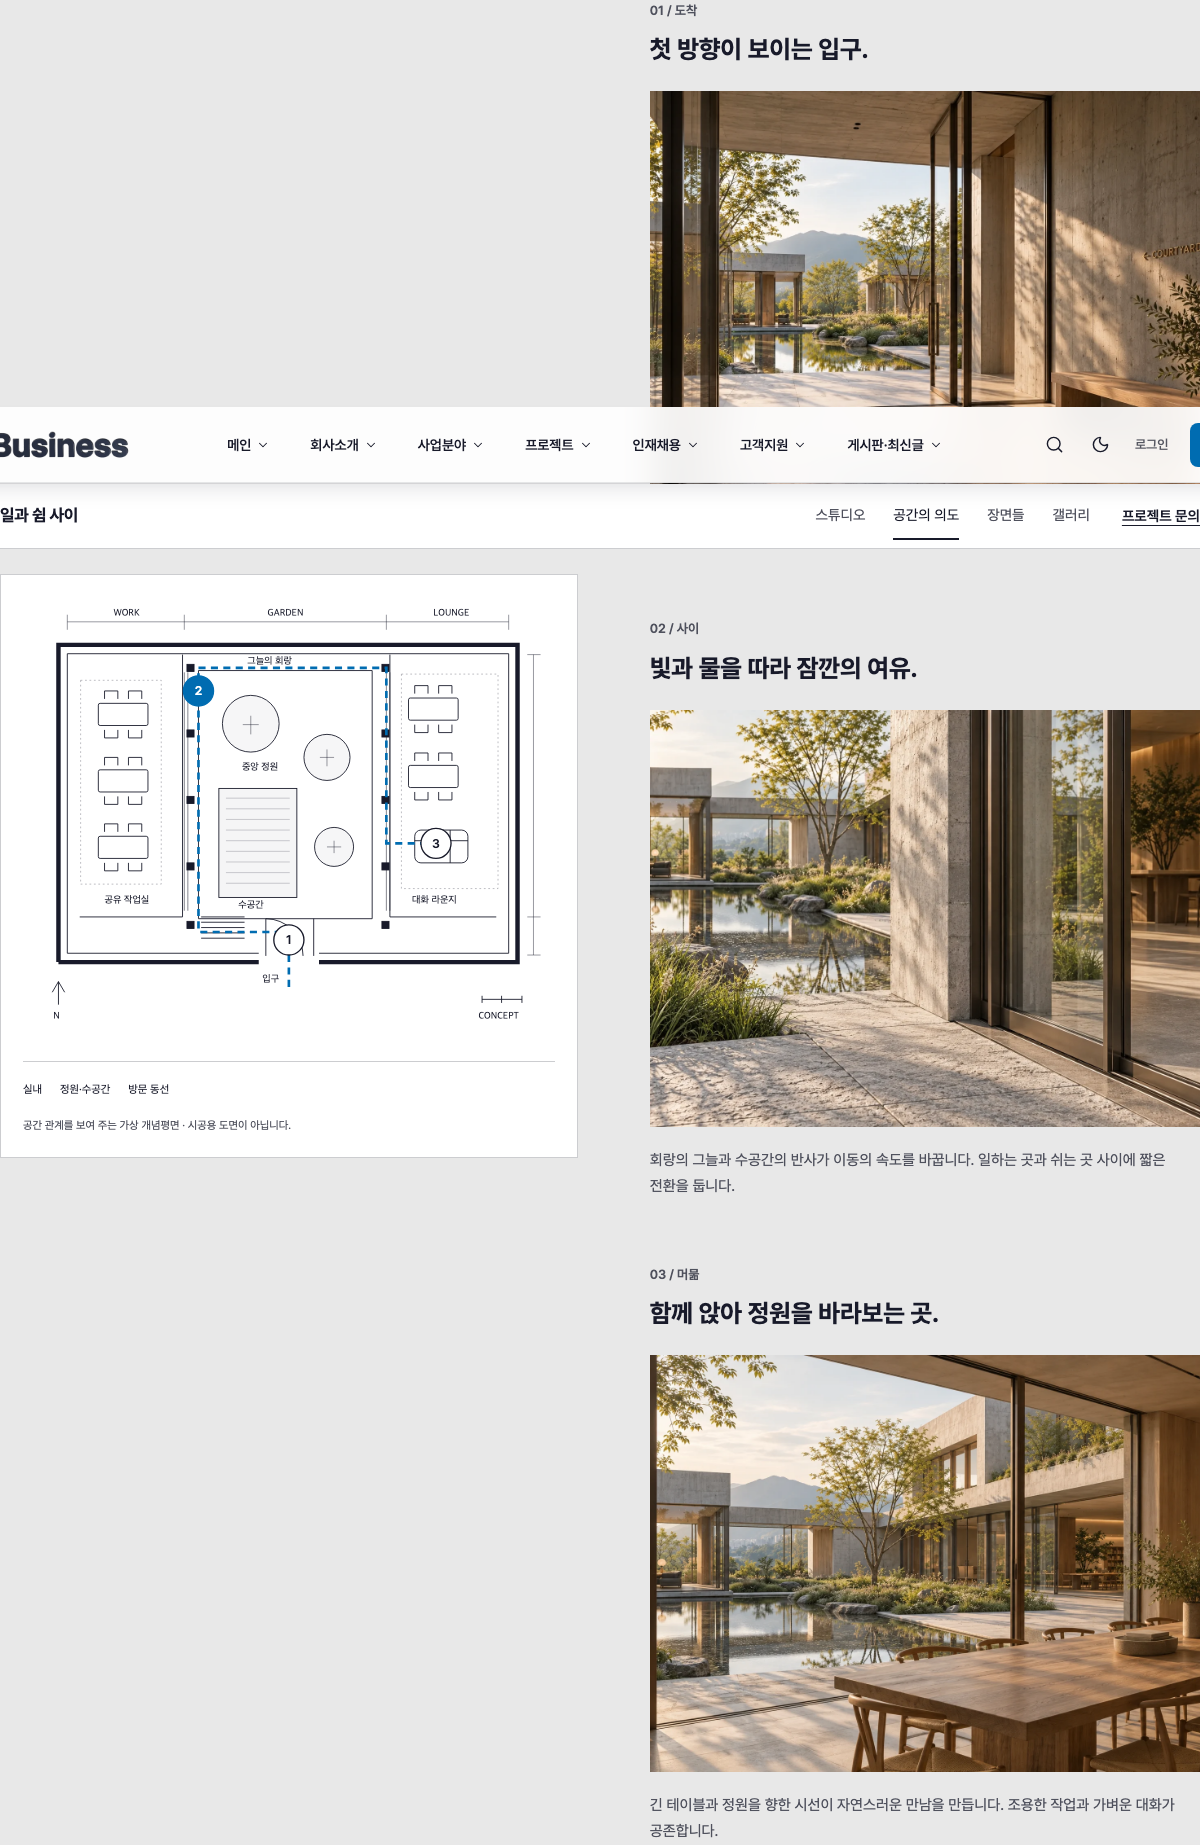 01 / 도착
첫 방향이 보이는 입구.
COURTYARD
Business
메인
회사소개
사업분야
프로젝트
인재채용
고객지원
게시판·최신글
로그인
일과 쉼 사이
스튜디오
공간의 의도
장면들
갤러리
프로젝트 문의
WORK
GARDEN
LOUNGE
그늘의 회랑
2
중앙 정원
3
공유 작업실
수공간
대화 라운지
1
입구
N
CONCEPT
실내
정원·수공간
방문 동선
공간 관계를 보여 주는 가상 개념평면 · 시공용 도면이 아닙니다.
02 / 사이
빛과 물을 따라 잠깐의 여유.
회랑의 그늘과 수공간의 반사가 이동의 속도를 바꿉니다. 일하는 곳과 쉬는 곳 사이에 짧은
전환을 둡니다.
03 / 머묾
함께 앉아 정원을 바라보는 곳.
긴 테이블과 정원을 향한 시선이 자연스러운 만남을 만듭니다. 조용한 작업과 가벼운 대화가
공존합니다.